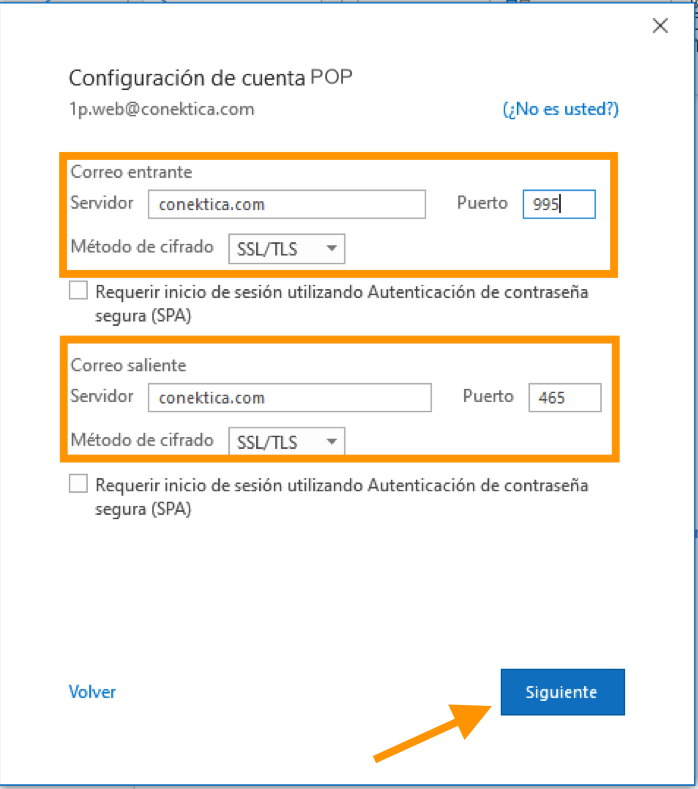 Configuración de cuenta POP
1p.web@conektica.com (¿No es usted?)
Correo entrante
Servidor conektica.com Puerto 995
Método de cifrado SSL/TLS
Requerir inicio de sesión utilizando Autenticación de contraseña
segura (SPA)
Correo saliente
Servidor conektica.com Puerto 465
Método de cifrado SSL/TLS
Requerir inicio de sesión utilizando Autenticación de contraseña
segura (SPA)
Volver Siguiente